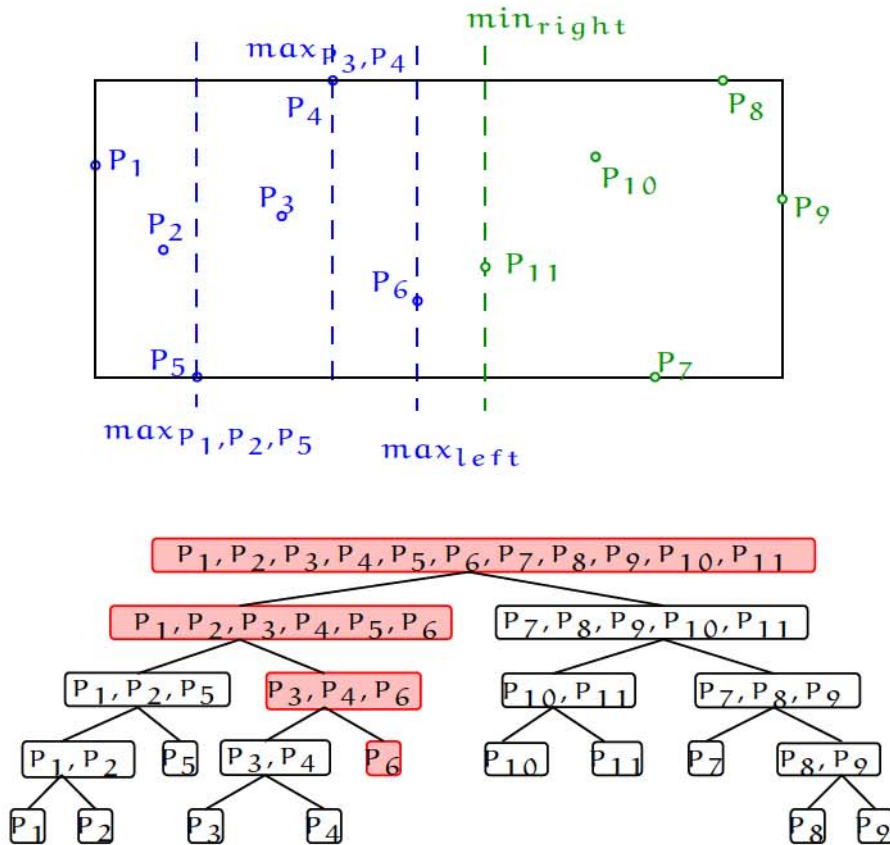 min_right
max_P3,P4
P8
P4
P1
P10
P3
P9
P2
P11
P6
P5
P7
max_P1,P2,P5
max_left
P1, P2, P3, P4, P5, P6, P7, P8, P9, P10, P11
P1, P2, P3, P4, P5, P6 P7, P8, P9, P10, P11
P1, P2, P5 P3, P4, P6 P10, P11 P7, P8, P9
P1, P2 P5 P3, P4 P6 P10 P11 P7 P8, P9
P1 P2 P3 P4 P8 P9